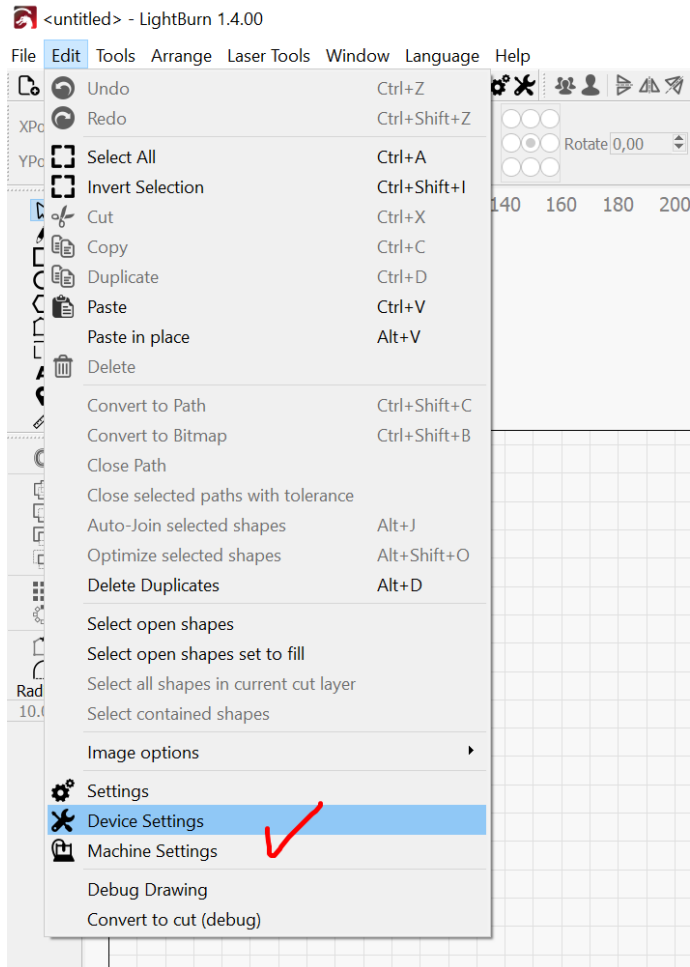 <untitled> - LightBurn 1.4.00
File Edit Tools Arrange Laser Tools Window Language Help
Undo Ctrl+Z
Redo Ctrl+Shift+Z
XPo
Rotate 0,00
Select All Ctrl+A
YPo
Invert Selection Ctrl+Shift+I
140 160 180 200
Cut Ctrl+X
Copy Ctrl+C
Duplicate Ctrl+D
Paste Ctrl+V
Paste in place Alt+V
Delete
Convert to Path Ctrl+Shift+C
Convert to Bitmap Ctrl+Shift+B
Close Path
Close selected paths with tolerance
Auto-Join selected shapes Alt+J
Optimize selected shapes Alt+Shift+O
Delete Duplicates Alt+D
Select open shapes
Select open shapes set to fill
Select all shapes in current cut layer
Rad
Select contained shapes
10.0
Image options
Settings
Device Settings
Machine Settings
Debug Drawing
Convert to cut (debug)